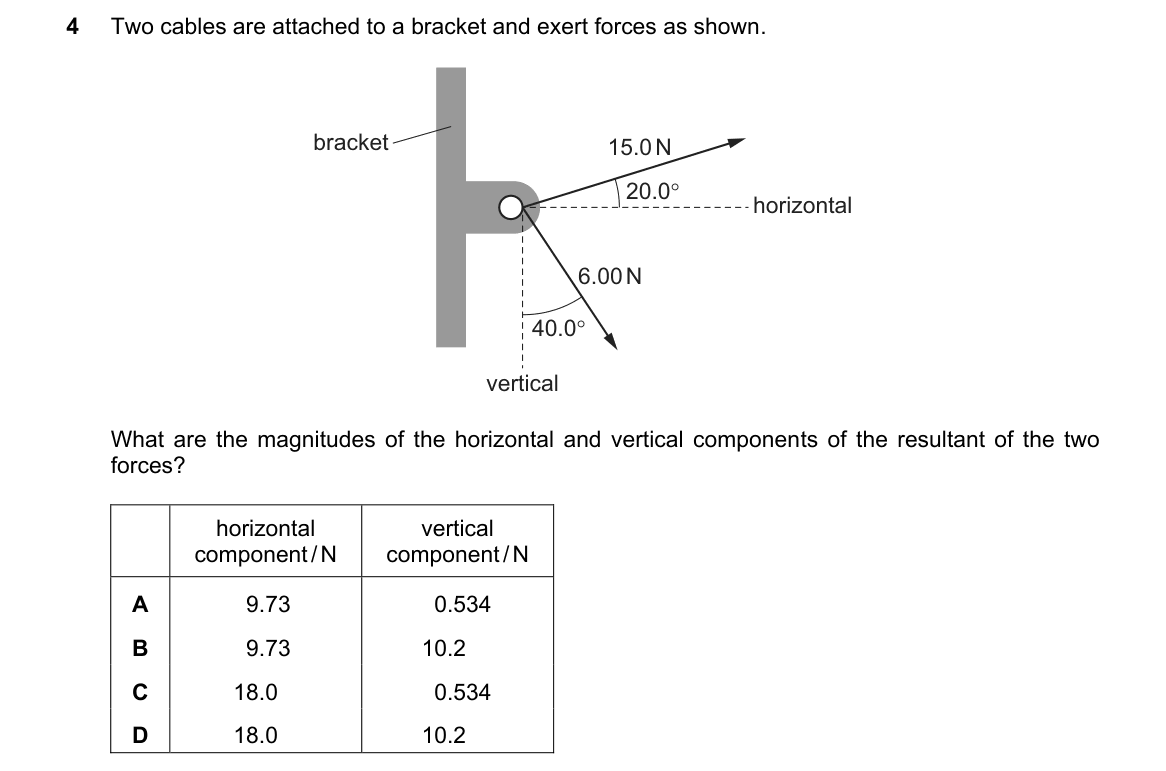 4 Two cables are attached to a bracket and exert forces as shown.
bracket
15.0 N
20.0°
horizontal
6.00 N
40.0°
vertical
What are the magnitudes of the horizontal and vertical components of the resultant of the two
forces?
horizontal component / N vertical component / N
A 9.73 0.534
B 9.73 10.2
C 18.0 0.534
D 18.0 10.2